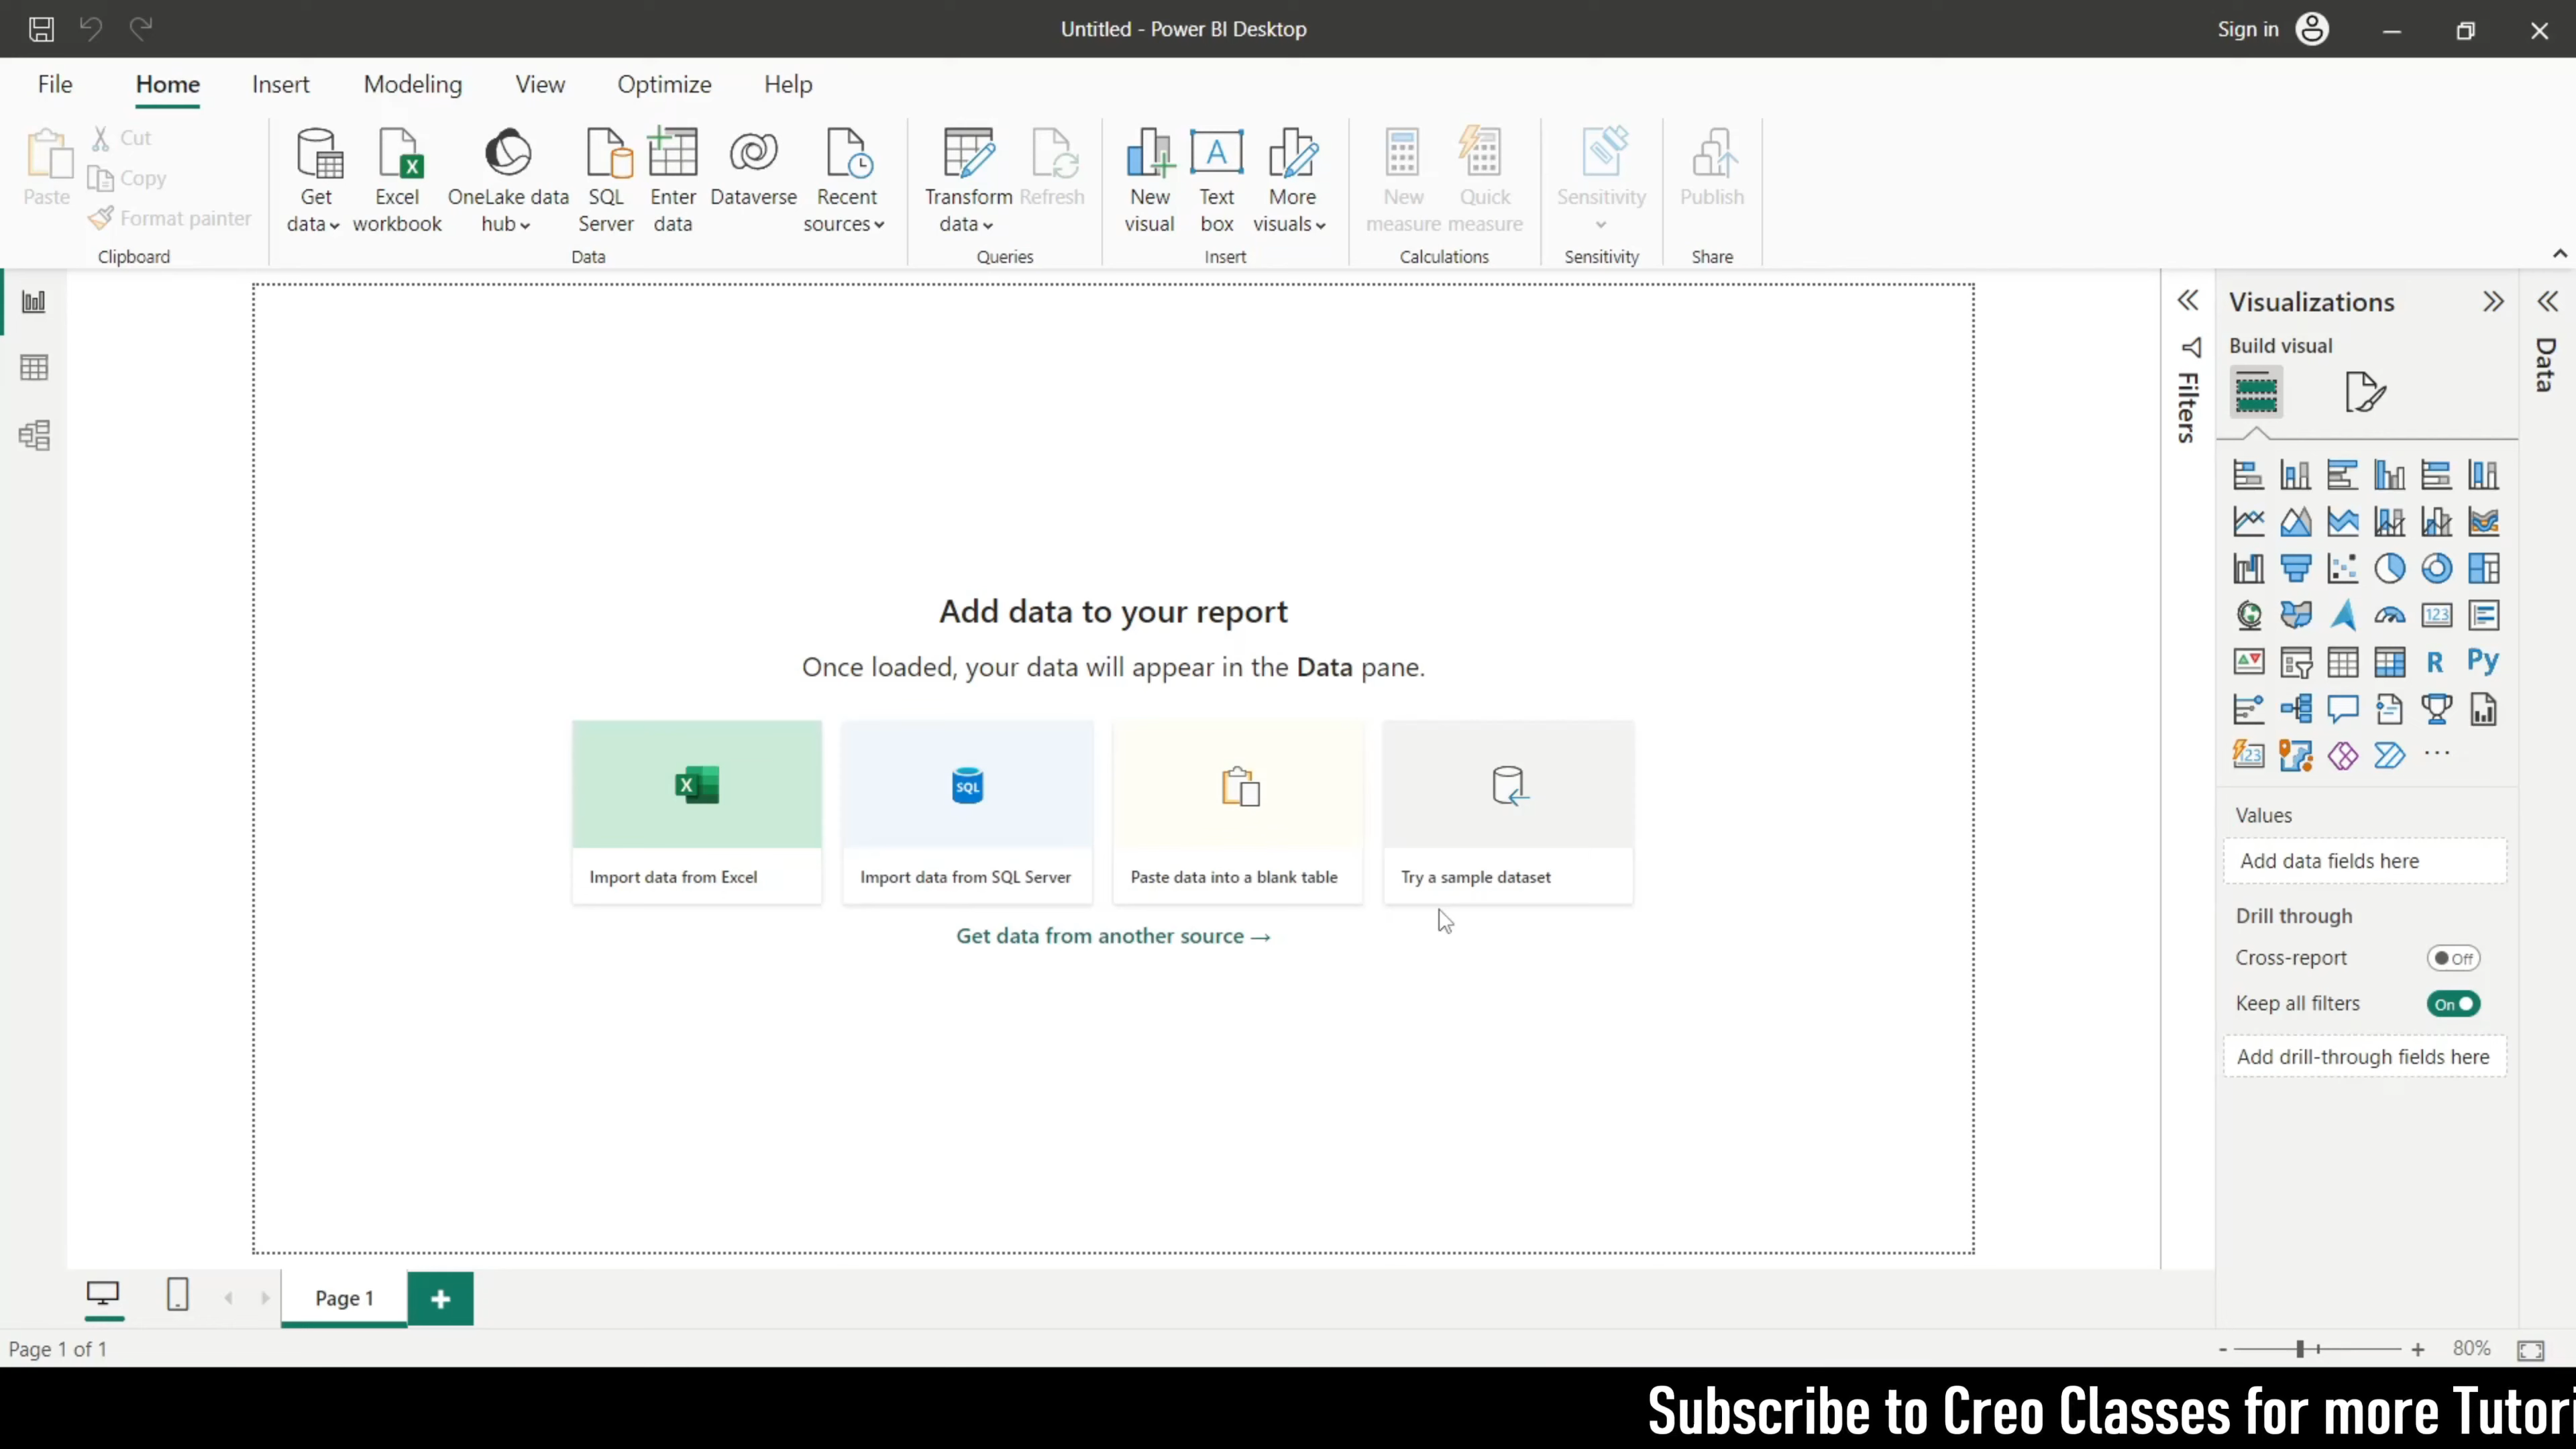 Untitled - Power BI Desktop
Sign in
File
Home
Insert
Modeling
View
Optimize
Help
Paste
Cut
Copy
Format painter
Clipboard
Get
data
Excel
workbook
OneLake data
hub
SQL
Server
Enter
data
Dataverse
Recent
sources
Data
Transform
data
Refresh
Queries
New
visual
A
Text
box
More
visuals
Insert
New
measure
Quick
measure
Calculations
Sensitivity
Sensitivity
Publish
Share
Filters
Visualizations
Build visual
Data
123
R
Py
123
Values
Add data fields here
Drill through
Cross-report
Off
Keep all filters
On
Add drill-through fields here
Add data to your report
Once loaded, your data will appear in the Data pane.
X
SQL
Import data from Excel
Import data from SQL Server
Paste data into a blank table
Try a sample dataset
Get data from another source →
Page 1
Page 1 of 1
80%
Subscribe to Creo Classes for more Tutori